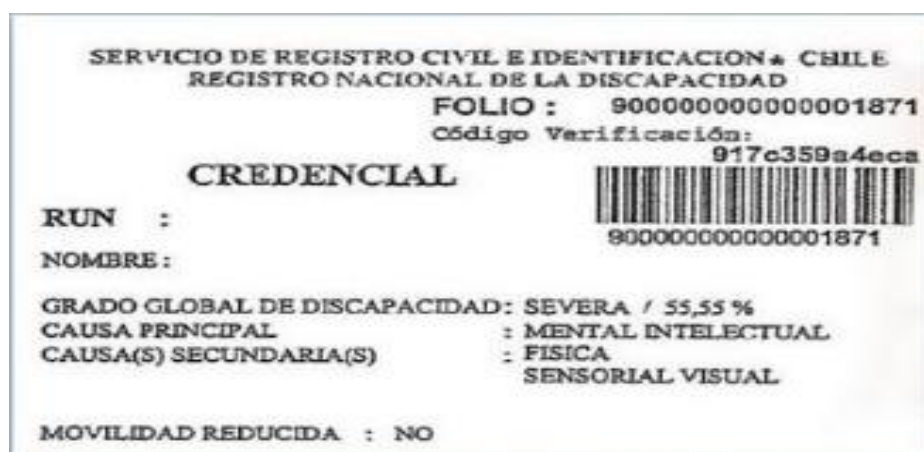 SERVICIO DE REGISTRO CIVIL E IDENTIFICACION * CHILE
REGISTRO NACIONAL DE LA DISCAPACIDAD
FOLIO : 900000000000001871
Código Verificación:
917c359a4eca
CREDENCIAL
900000000000001871
RUN :
NOMBRE :
GRADO GLOBAL DE DISCAPACIDAD : SEVERA / 55,55 %
CAUSA PRINCIPAL : MENTAL INTELECTUAL
CAUSA(S) SECUNDARIA(S) : FISICA
SENSORIAL VISUAL
MOVILIDAD REDUCIDA : NO